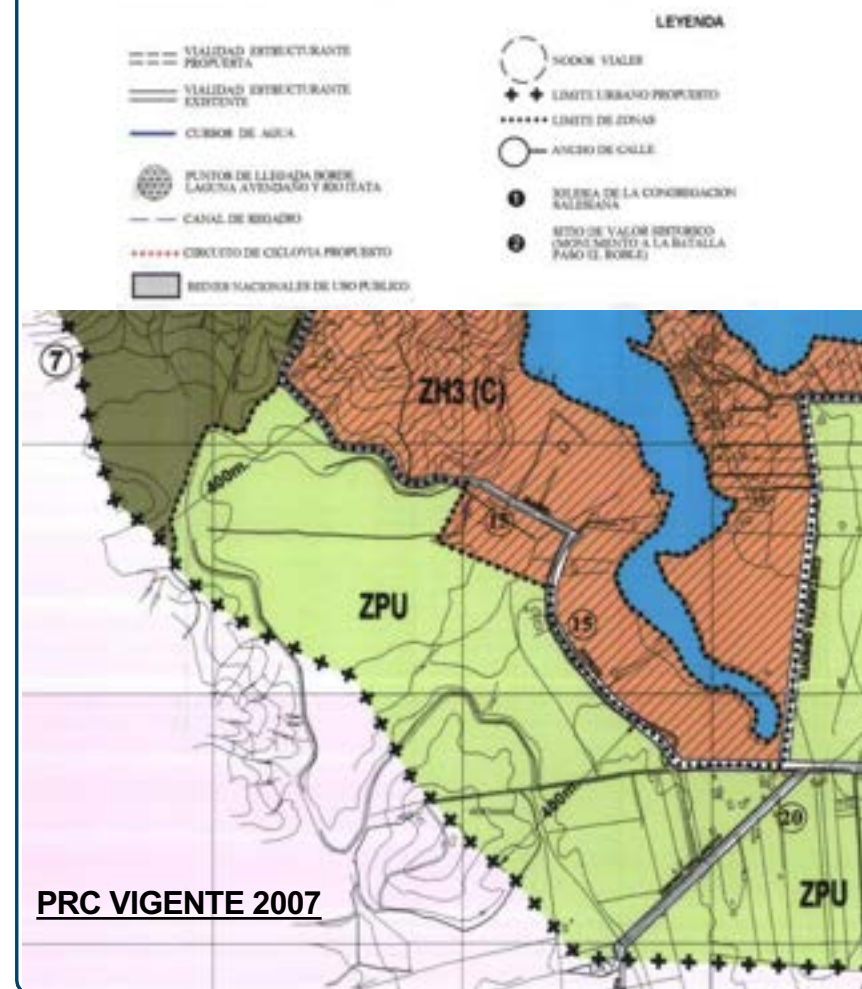 LEYENDA
VIALIDAD ESTRUCTURANTE
PROPUESTA
VIALIDAD ESTRUCTURANTE
EXISTENTE
CURSOS DE AGUA
PUNTOS DE LLEGADA BORDE
LAGUNA AVENDAÑO Y RIO ITATA
CANAL DE REGADIO
CIRCUITO DE CICLOVIA PROPUESTO
BIENES NACIONALES DE USO PUBLICO
NODOS VIALES
LIMITE URBANO PROPUESTO
LIMITE DE ZONAS
ANCHO DE CALLE
1 IGLESIA DE LA CONGREGACION
SALESIANA
2 SITIO DE VALOR HISTORICO
(MONUMENTO A LA BATALLA
PASO EL ROBLE)
7
ZH3 (C)
400m.
15
ZPU
15
400m.
20
ZPU
PRC VIGENTE 2007